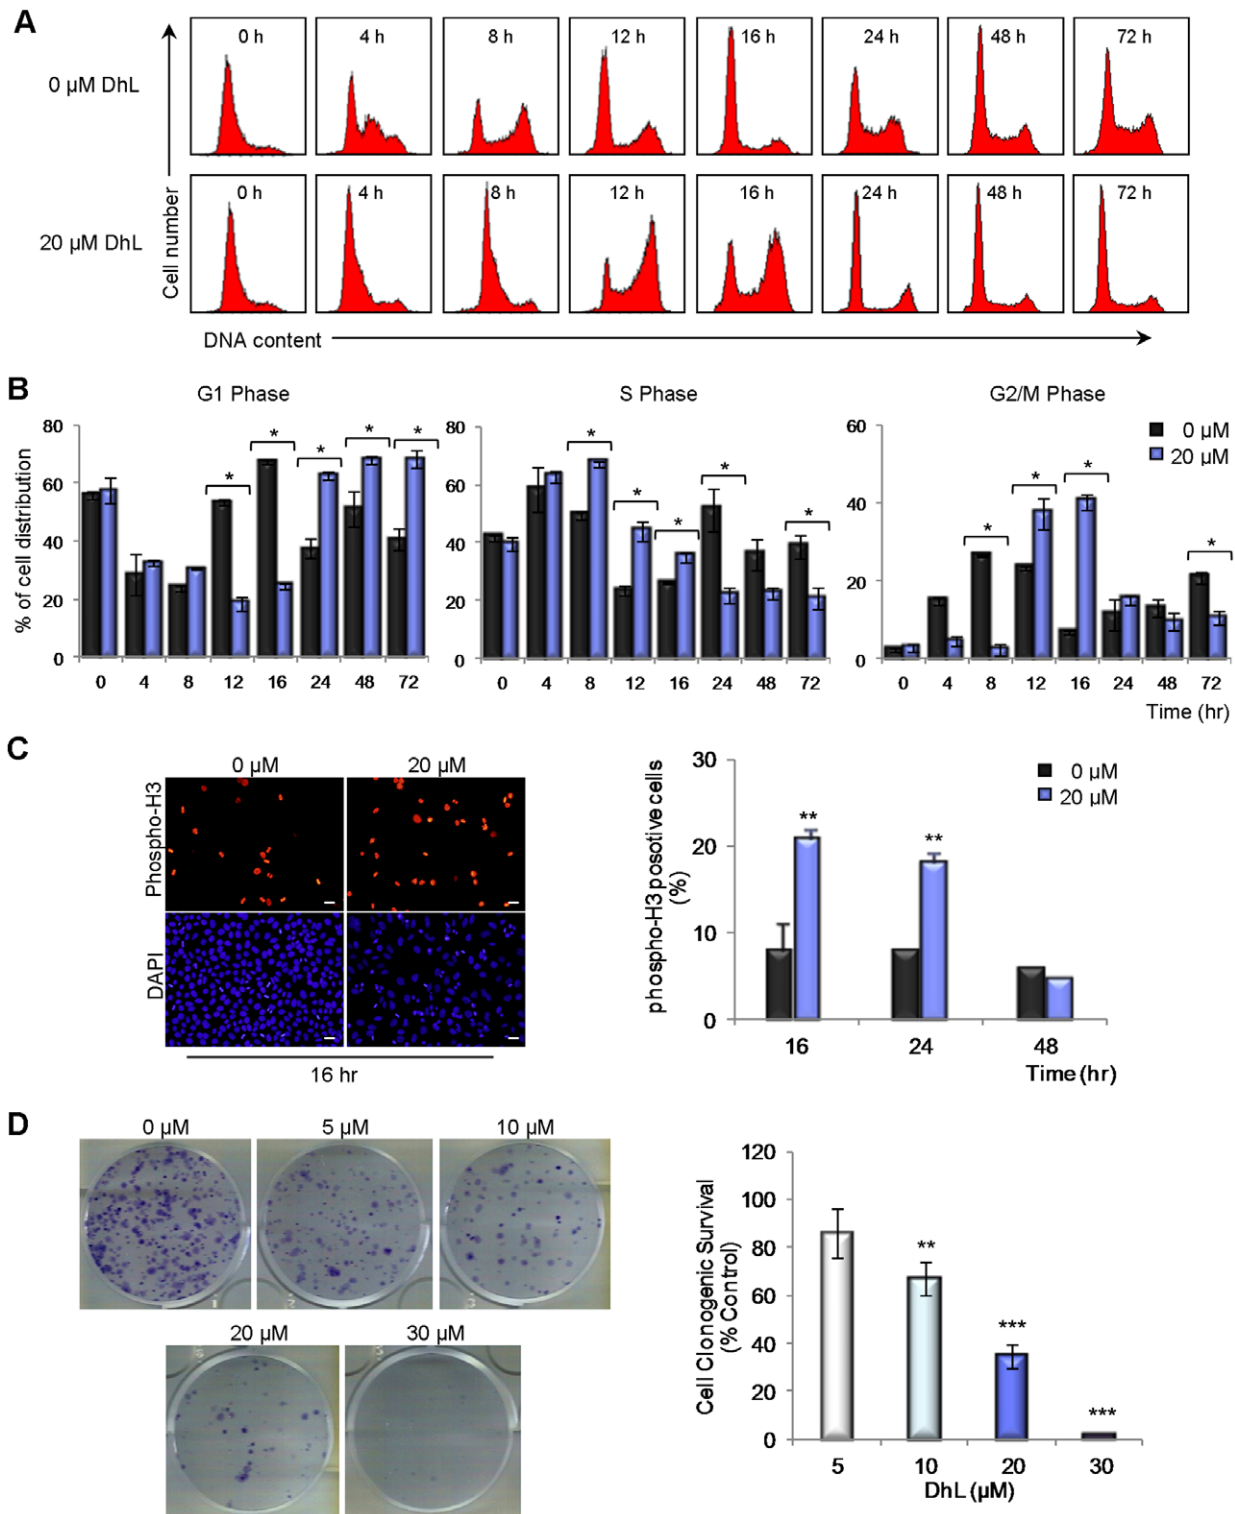 A
0 h 4 h 8 h 12 h 16 h 24 h 48 h 72 h
0 µM DhL
0 h 4 h 8 h 12 h 16 h 24 h 48 h 72 h
20 µM DhL
Cell number
DNA content
B
G1 Phase S Phase G2/M Phase
% of cell distribution
80
60
40
20
0
0 4 8 12 16 24 48 72
* * * * *
80
60
40
20
0
0 4 8 12 16 24 48 72
* * * * *
60
40
20
0
0 4 8 12 16 24 48 72
* * * *
0 µM
20 µM
Time (hr)
C
0 µM 20 µM
Phospho-H3
DAPI
16 hr
phospho-H3 posotive cells
(%)
30
20
10
0
** **
0 µM
20 µM
16 24 48
Time (hr)
D
0 µM 5 µM 10 µM
20 µM 30 µM
Cell Clonogenic Survival
(% Control)
120
100
80
60
40
20
0
** *** ***
5 10 20 30
DhL (µM)